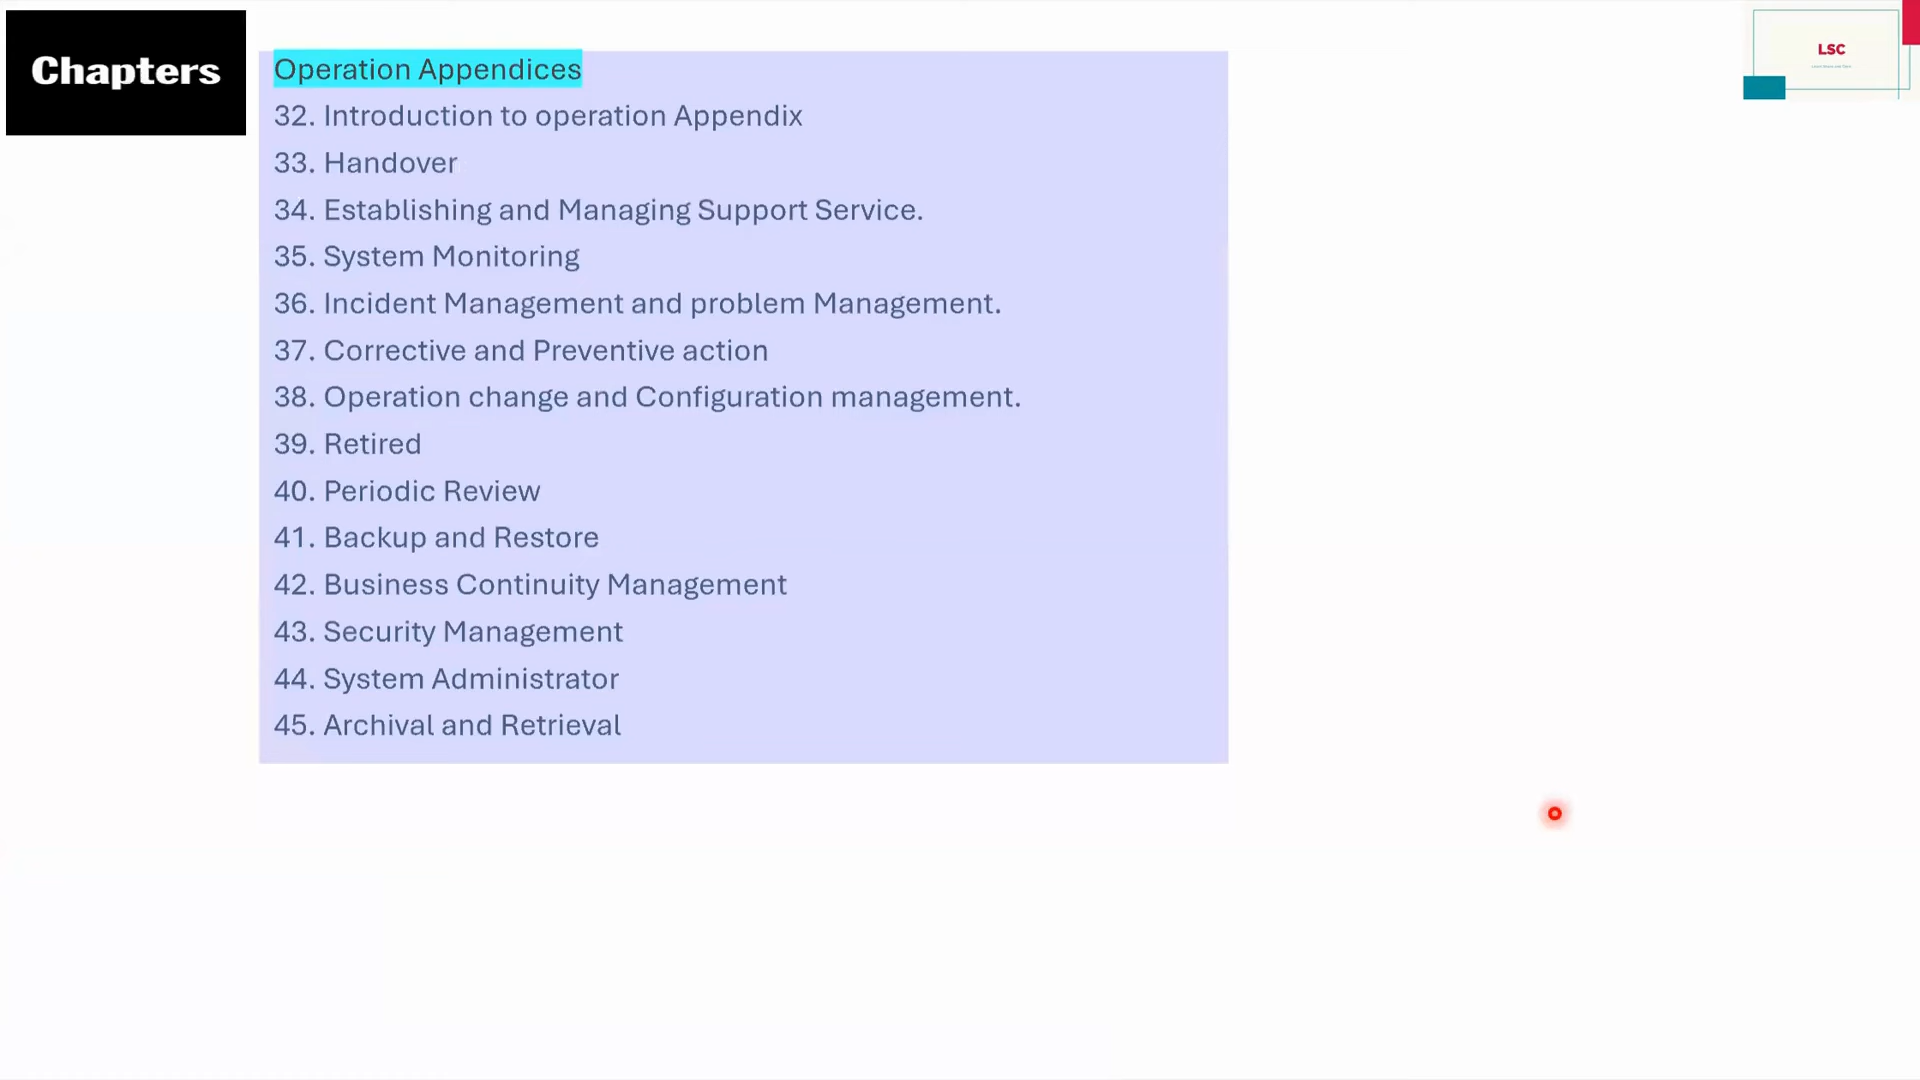 Chapters
LSC
Operation Appendices
32. Introduction to operation Appendix
33. Handover
34. Establishing and Managing Support Service.
35. System Monitoring
36. Incident Management and problem Management.
37. Corrective and Preventive action
38. Operation change and Configuration management.
39. Retired
40. Periodic Review
41. Backup and Restore
42. Business Continuity Management
43. Security Management
44. System Administrator
45. Archival and Retrieval